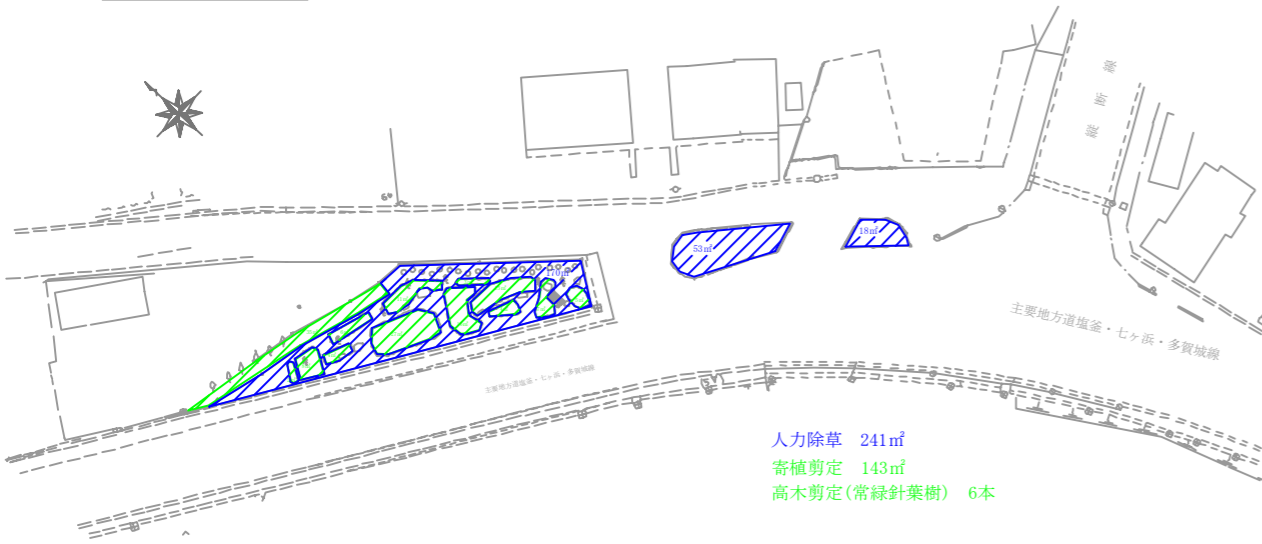 縦断線
53㎡
18㎡
170㎡
主要地方道塩釜・七ヶ浜・多賀城線
主要地方道塩釜・七ヶ浜・多賀城線
人力除草 241㎡
寄植剪定 143㎡
高木剪定(常緑針葉樹) 6本